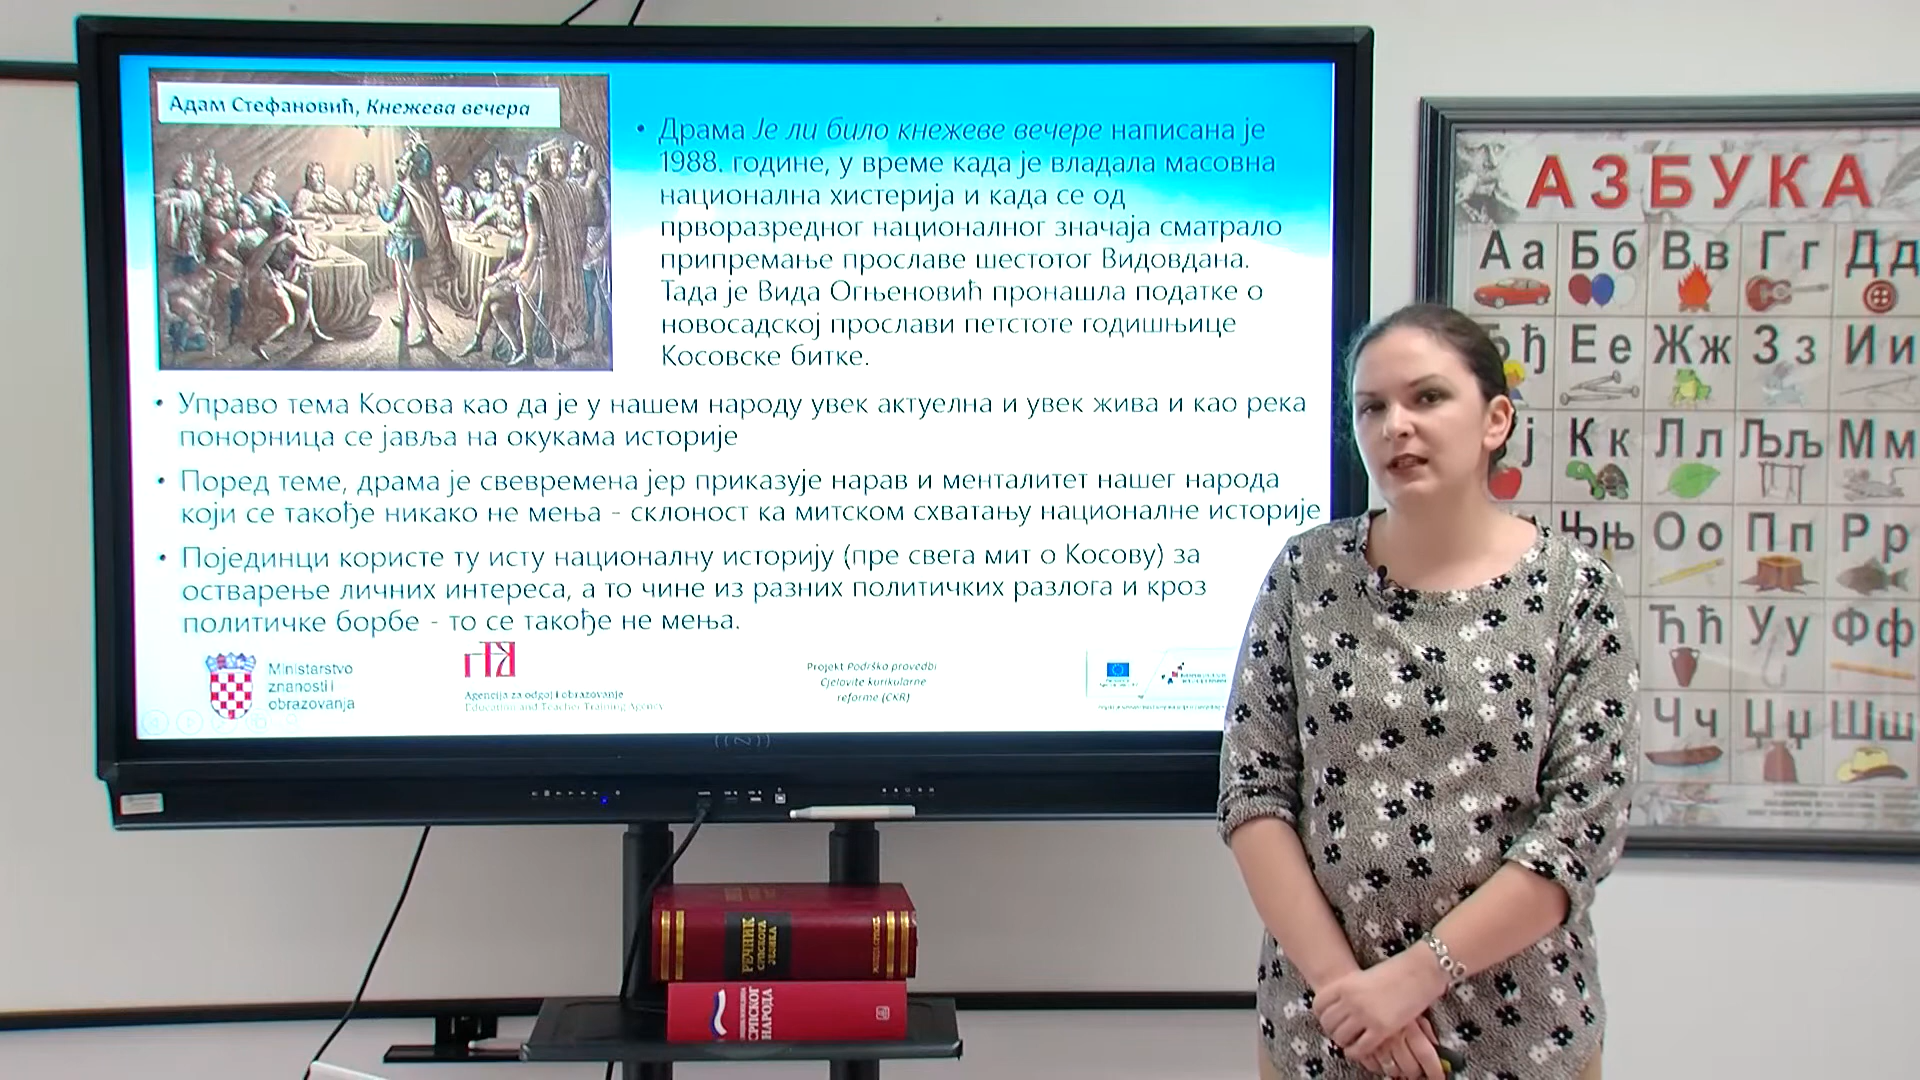 Адам Стефановић, Кнежева вечера
• Драма Је ли било кнежеве вечере написана је
1988. године, у време када је владала масовна
национална хистерија и када се од
прворазредног националног значаја сматрало
припремање прославе шестотог Видовдана.
Тада је Вида Огњеновић пронашла податке о
новосадској прослави петстоте годишњице
Косовске битке.
• Управо тема Косова као да је у нашем народу увек актуелна и увек жива и као река
понорница се јавља на окукама историје
• Поред теме, драма је свевремена јер приказује нарав и менталитет нашег народа
који се такође никако не мења - склоност ка митском схватању националне историје
• Појединци користе ту исту националну историју (пре свега мит о Косову) за
остварење личних интереса, а то чине из разних политичких разлога и кроз
политичке борбе - то се такође не мења.
Ministarstvo
znanosti i
obrazovanja
Agencija za odgoj i obrazovanje
Education and Teacher Training Agency
Projekt Podrška provedbi
Cjelovite kurikularne
reforme (CKR)
АЗБУКА
Аа Бб Вв Гг Дд
Ђђ Ее Жж Зз Ии
Јј Кк Лл Љљ Мм
Њњ Оо Пп Рр
Ћћ Уу Фф
Чч Џџ Шш
РЕЧНИК
СРПСКОГА
ЈЕЗИКА
СРПСКОГ
НАРОДА